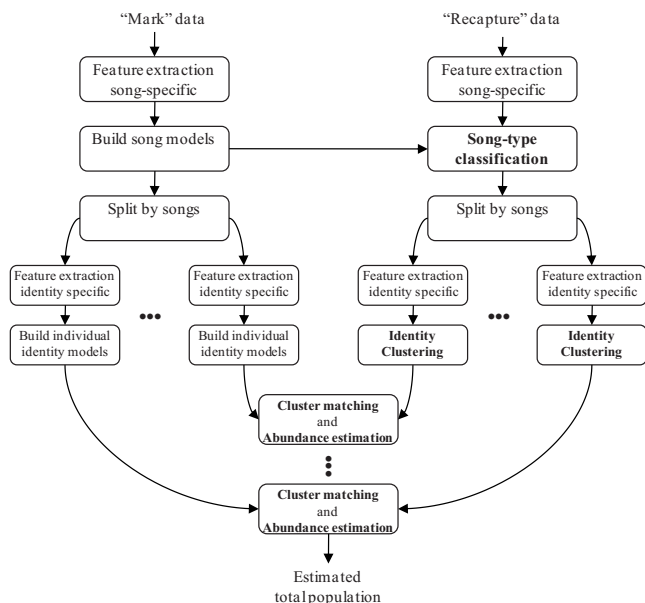 “Mark” data
“Recapture” data
Feature extraction
song-specific
Feature extraction
song-specific
Build song models
Song-type
classification
Split by songs
Split by songs
Feature extraction
identity specific
Feature extraction
identity specific
Feature extraction
identity specific
Feature extraction
identity specific
Build individual
identity models
Build individual
identity models
Identity
Clustering
Identity
Clustering
Cluster matching
and
Abundance estimation
Cluster matching
and
Abundance estimation
Estimated
total population